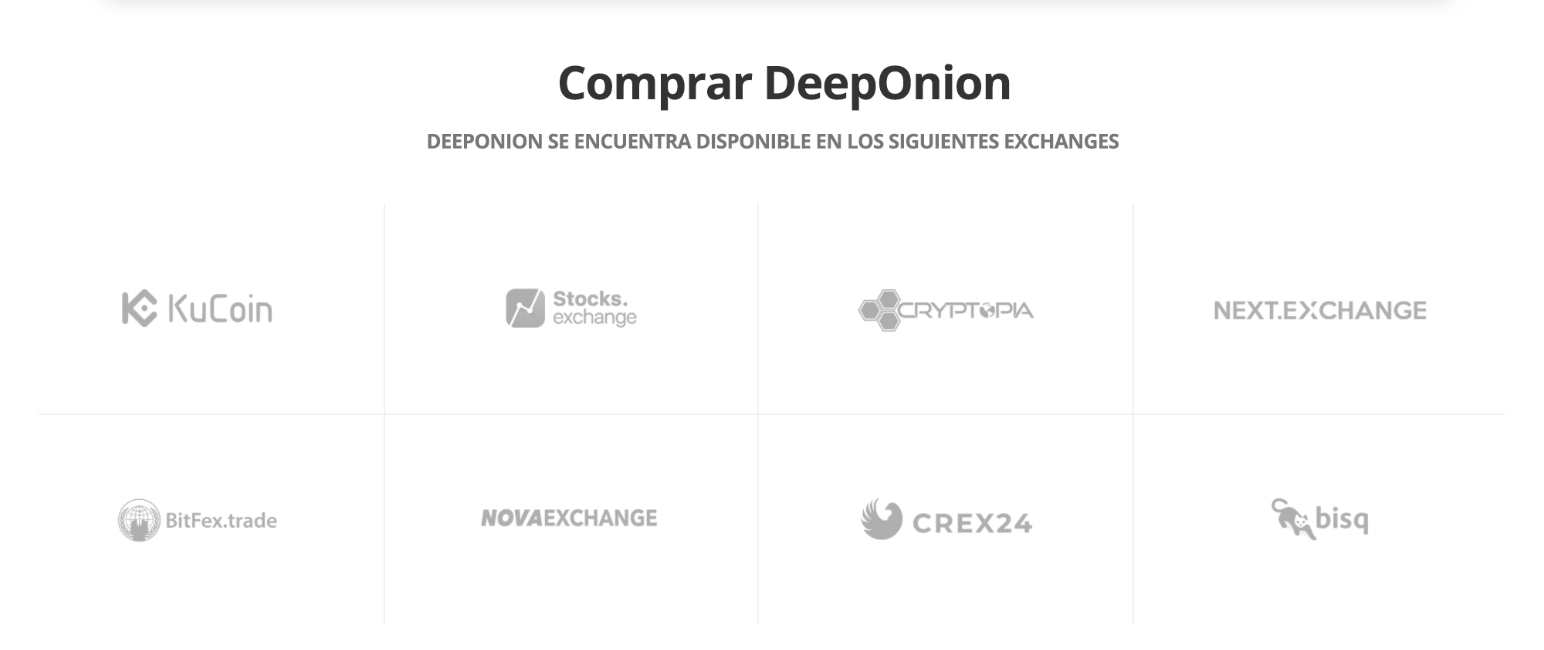 Comprar DeepOnion
DEEPONION SE ENCUENTRA DISPONIBLE EN LOS SIGUIENTES EXCHANGES
KuCoin
Stocks.
exchange
CRYPTOPIA
NEXT.EXCHANGE
BitFex.trade
NOVAEXCHANGE
CREX24
bisq